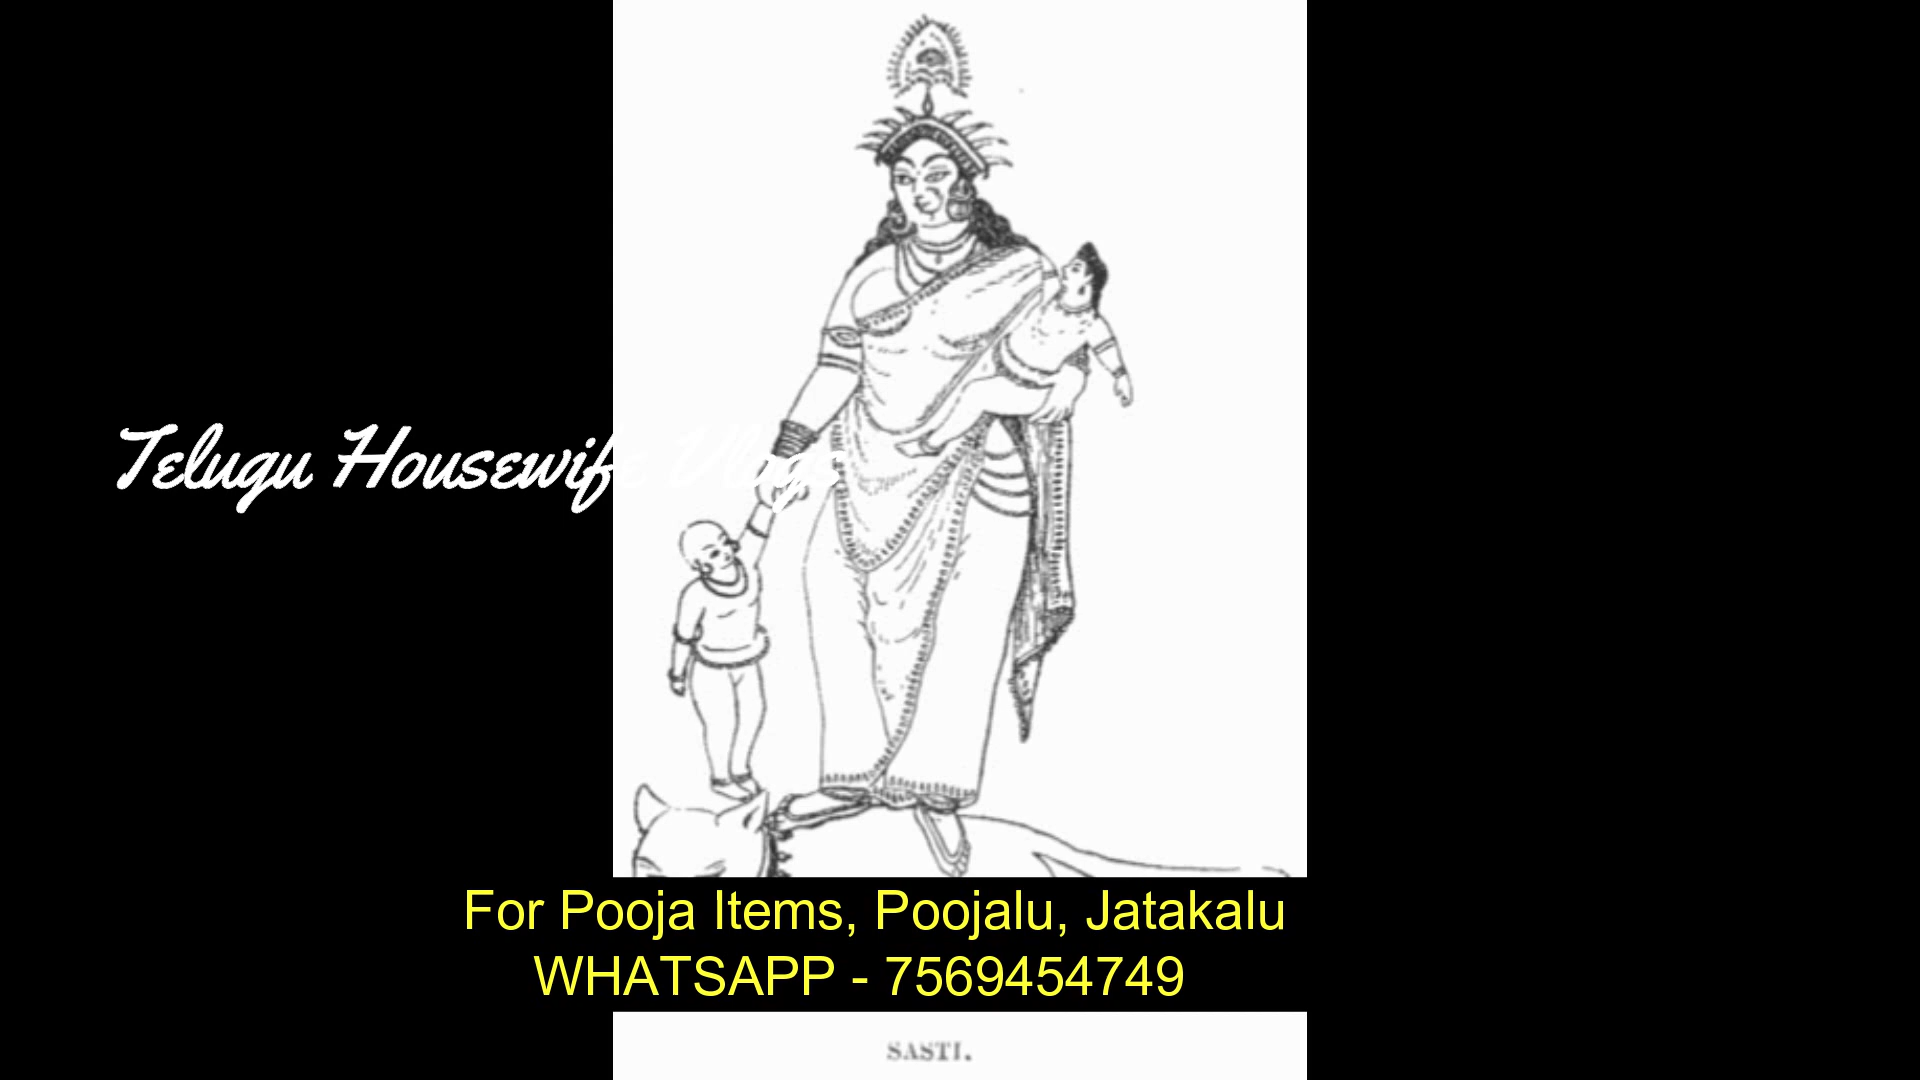 Telugu Housewife Vlogs
For Pooja Items, Poojalu, Jatakalu
WHATSAPP - 7569454749
SASTI.